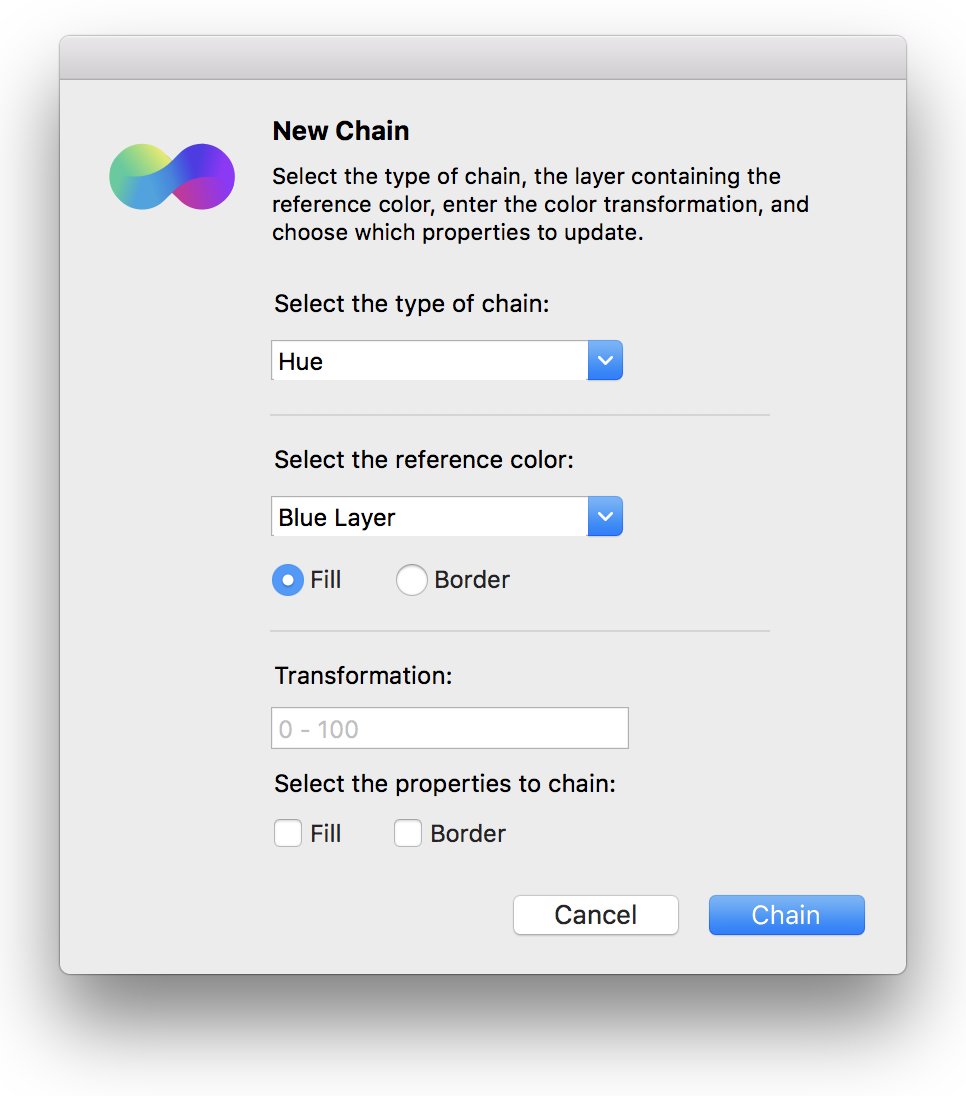 New Chain
Select the type of chain, the layer containing the
reference color, enter the color transformation, and
choose which properties to update.
Select the type of chain:
Hue
Select the reference color:
Blue Layer
Fill Border
Transformation:
0 - 100
Select the properties to chain:
Fill Border
Cancel Chain